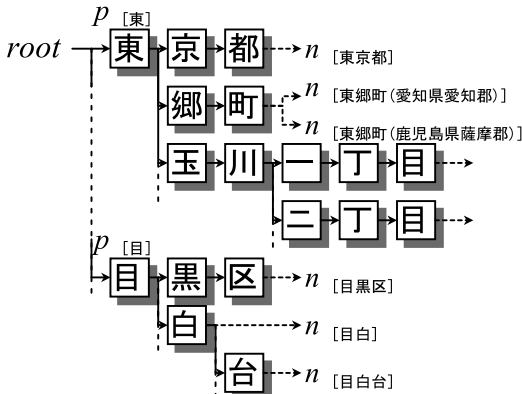 p [東]
root 東 京 都 n [東京都]
郷 町 n [東郷町(愛知県愛知郡)]
n [東郷町(鹿児島県薩摩郡)]
玉 川 一 丁 目
二 丁 目
p [目]
目 黒 区 n [目黒区]
白 n [目白]
台 n [目白台]